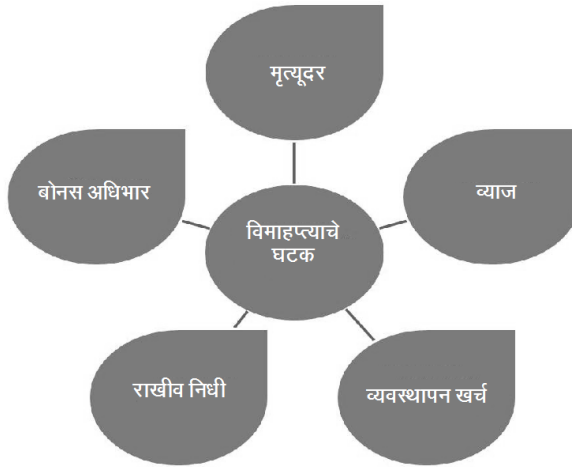 मृत्यूदर
बोनस अधिभार
व्याज
विमाहप्त्याचे
घटक
राखीव निधी
व्यवस्थापन खर्च